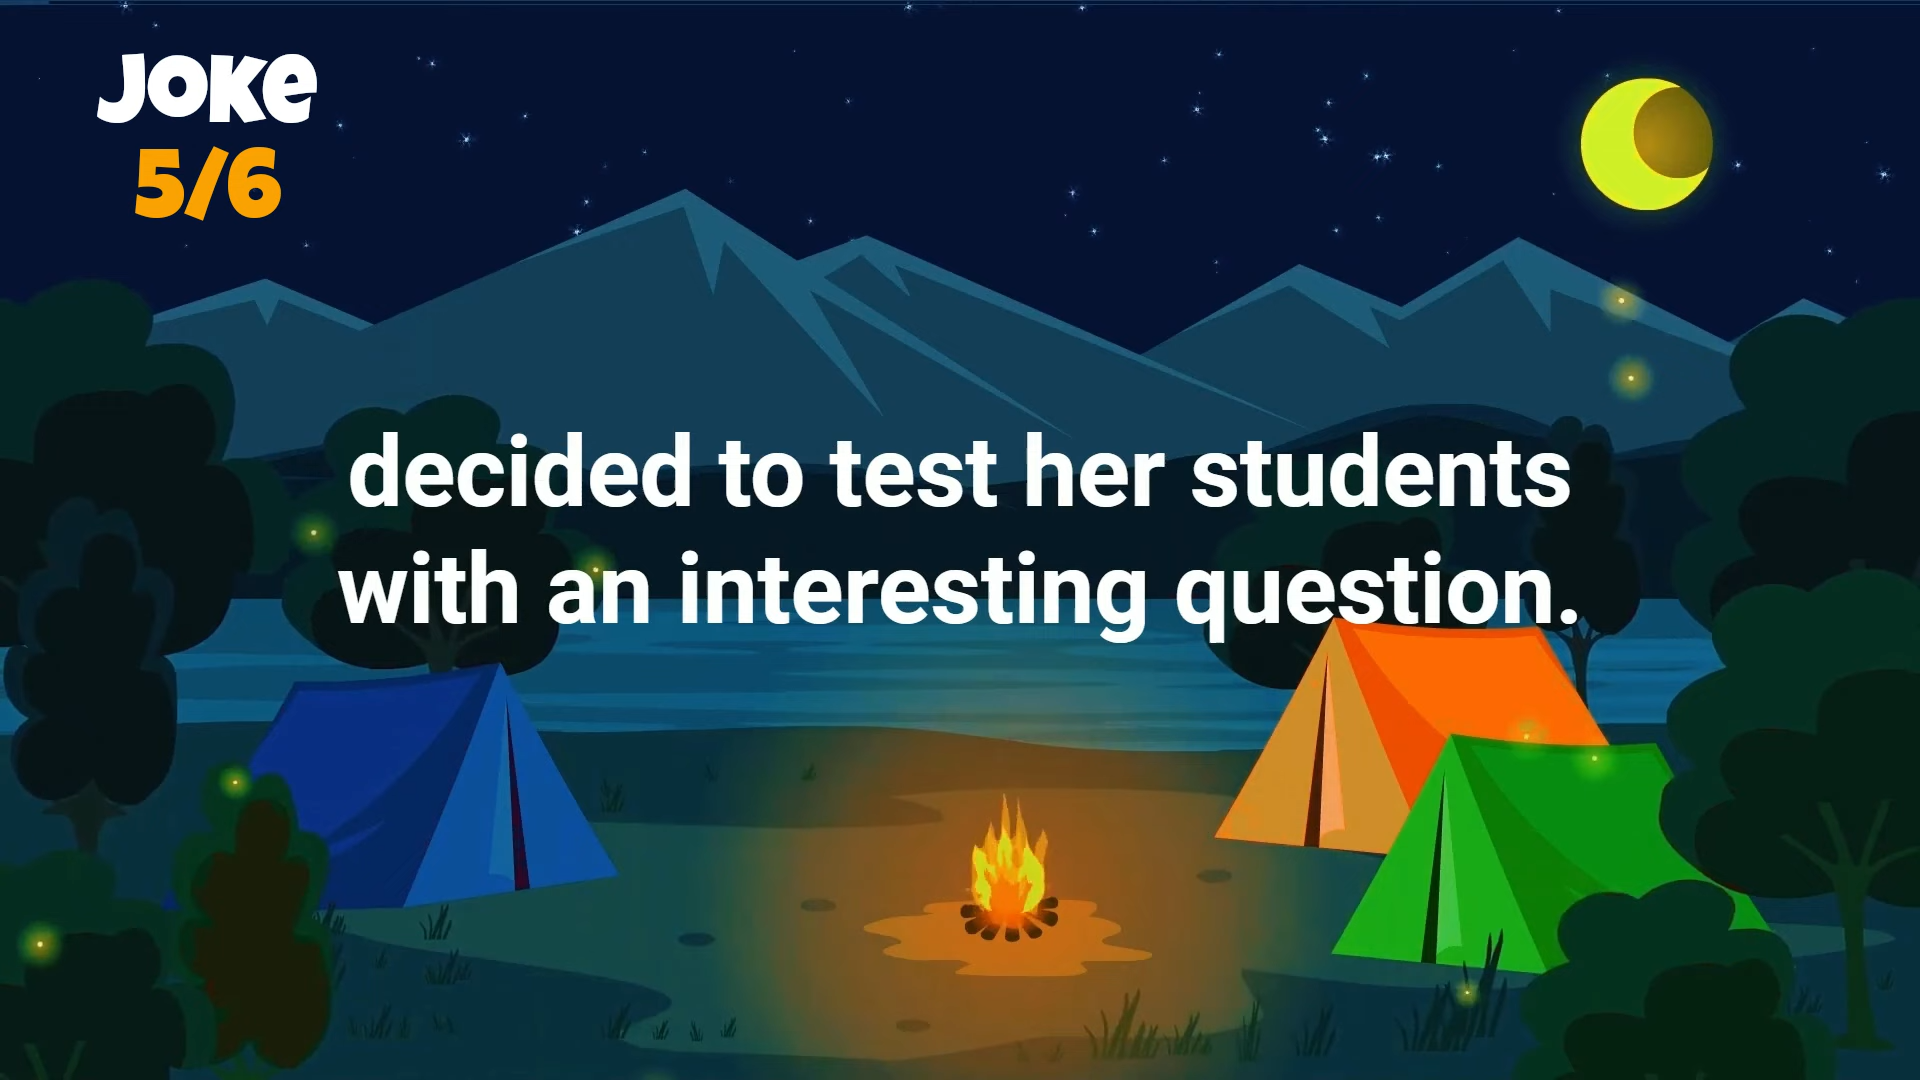 Joke
5/6
decided to test her students
with an interesting question.